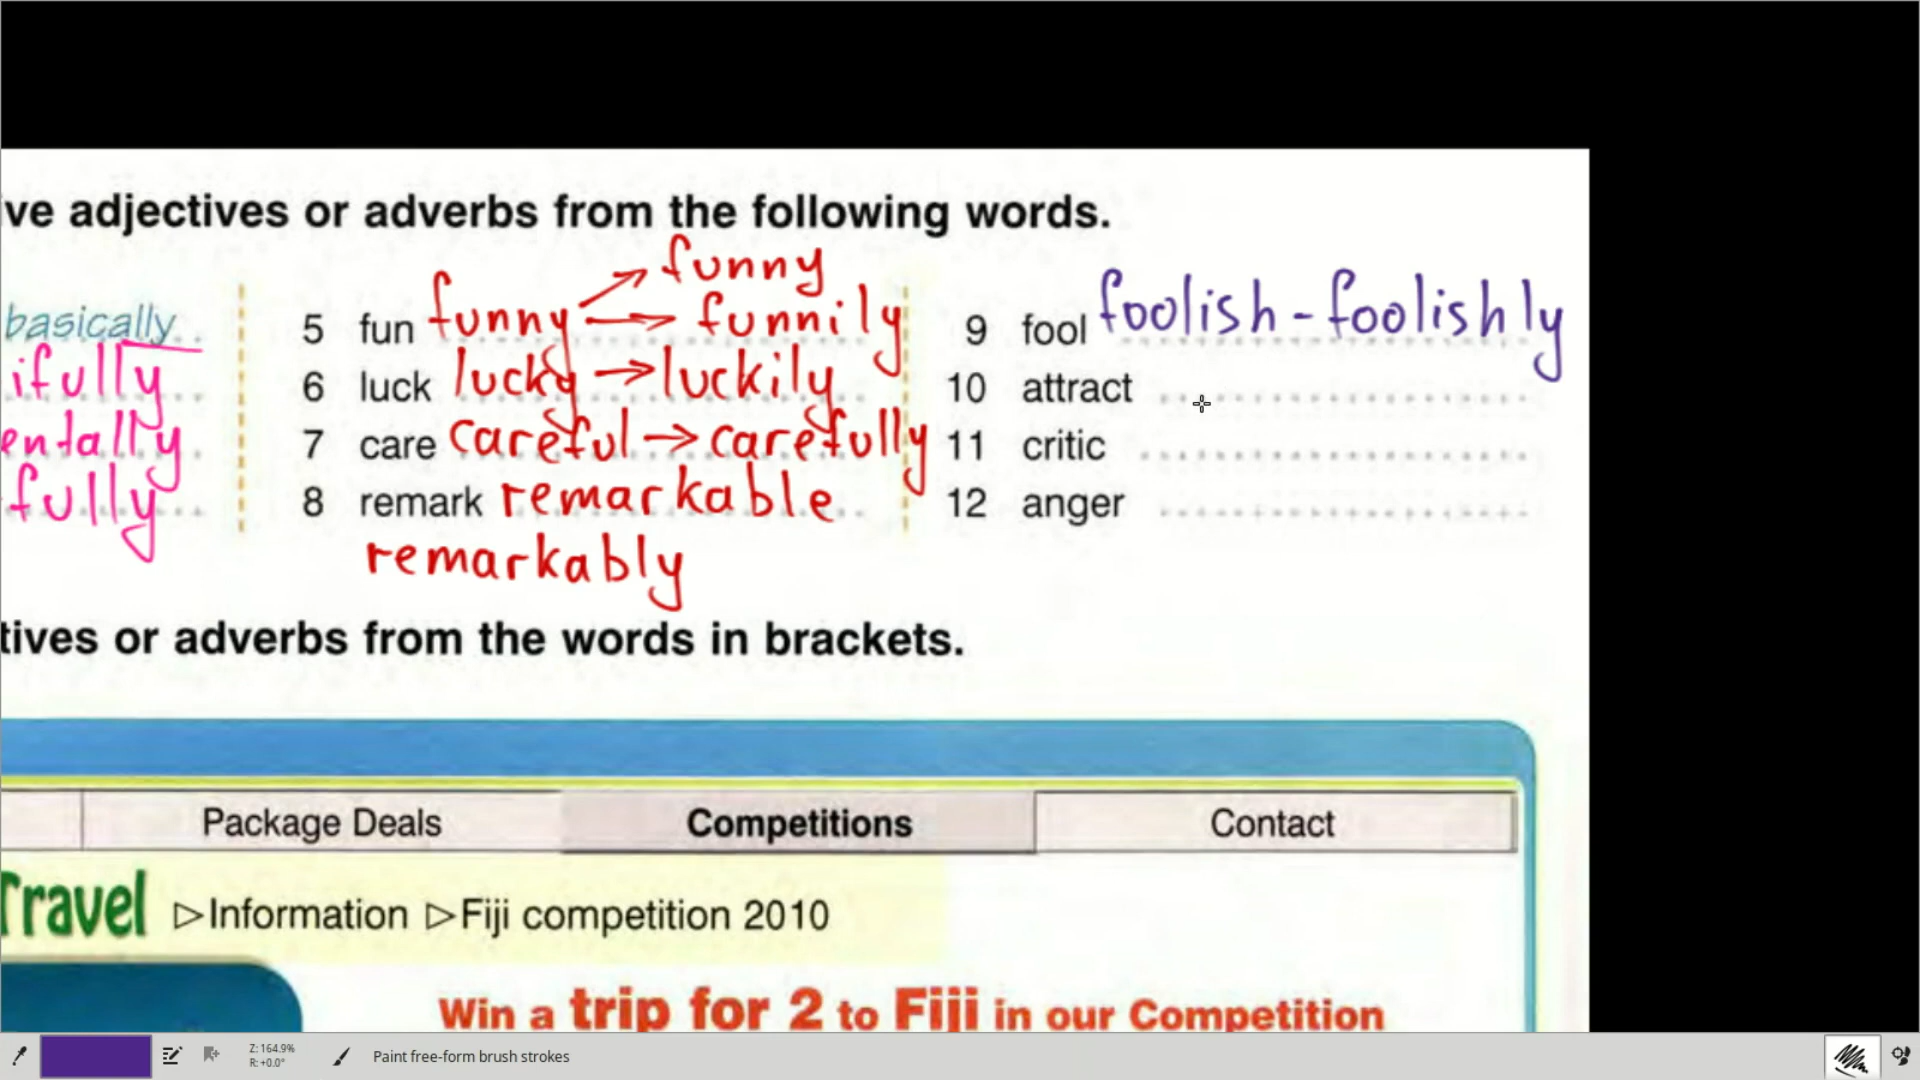 ve adjectives or adverbs from the following words.
basically
ifully
entally
fully
5 fun funny → funny → funnily
6 luck lucky → luckily
7 care careful → carefully
8 remark remarkable
remarkably
9 fool foolish - foolishly
10 attract
11 critic
12 anger
tives or adverbs from the words in brackets.
Package Deals Competitions Contact
Travel ▷Information ▷Fiji competition 2010
Win a trip for 2 to Fiji in our Competition
Z: 164.9%
R: +0.0°
Paint free-form brush strokes